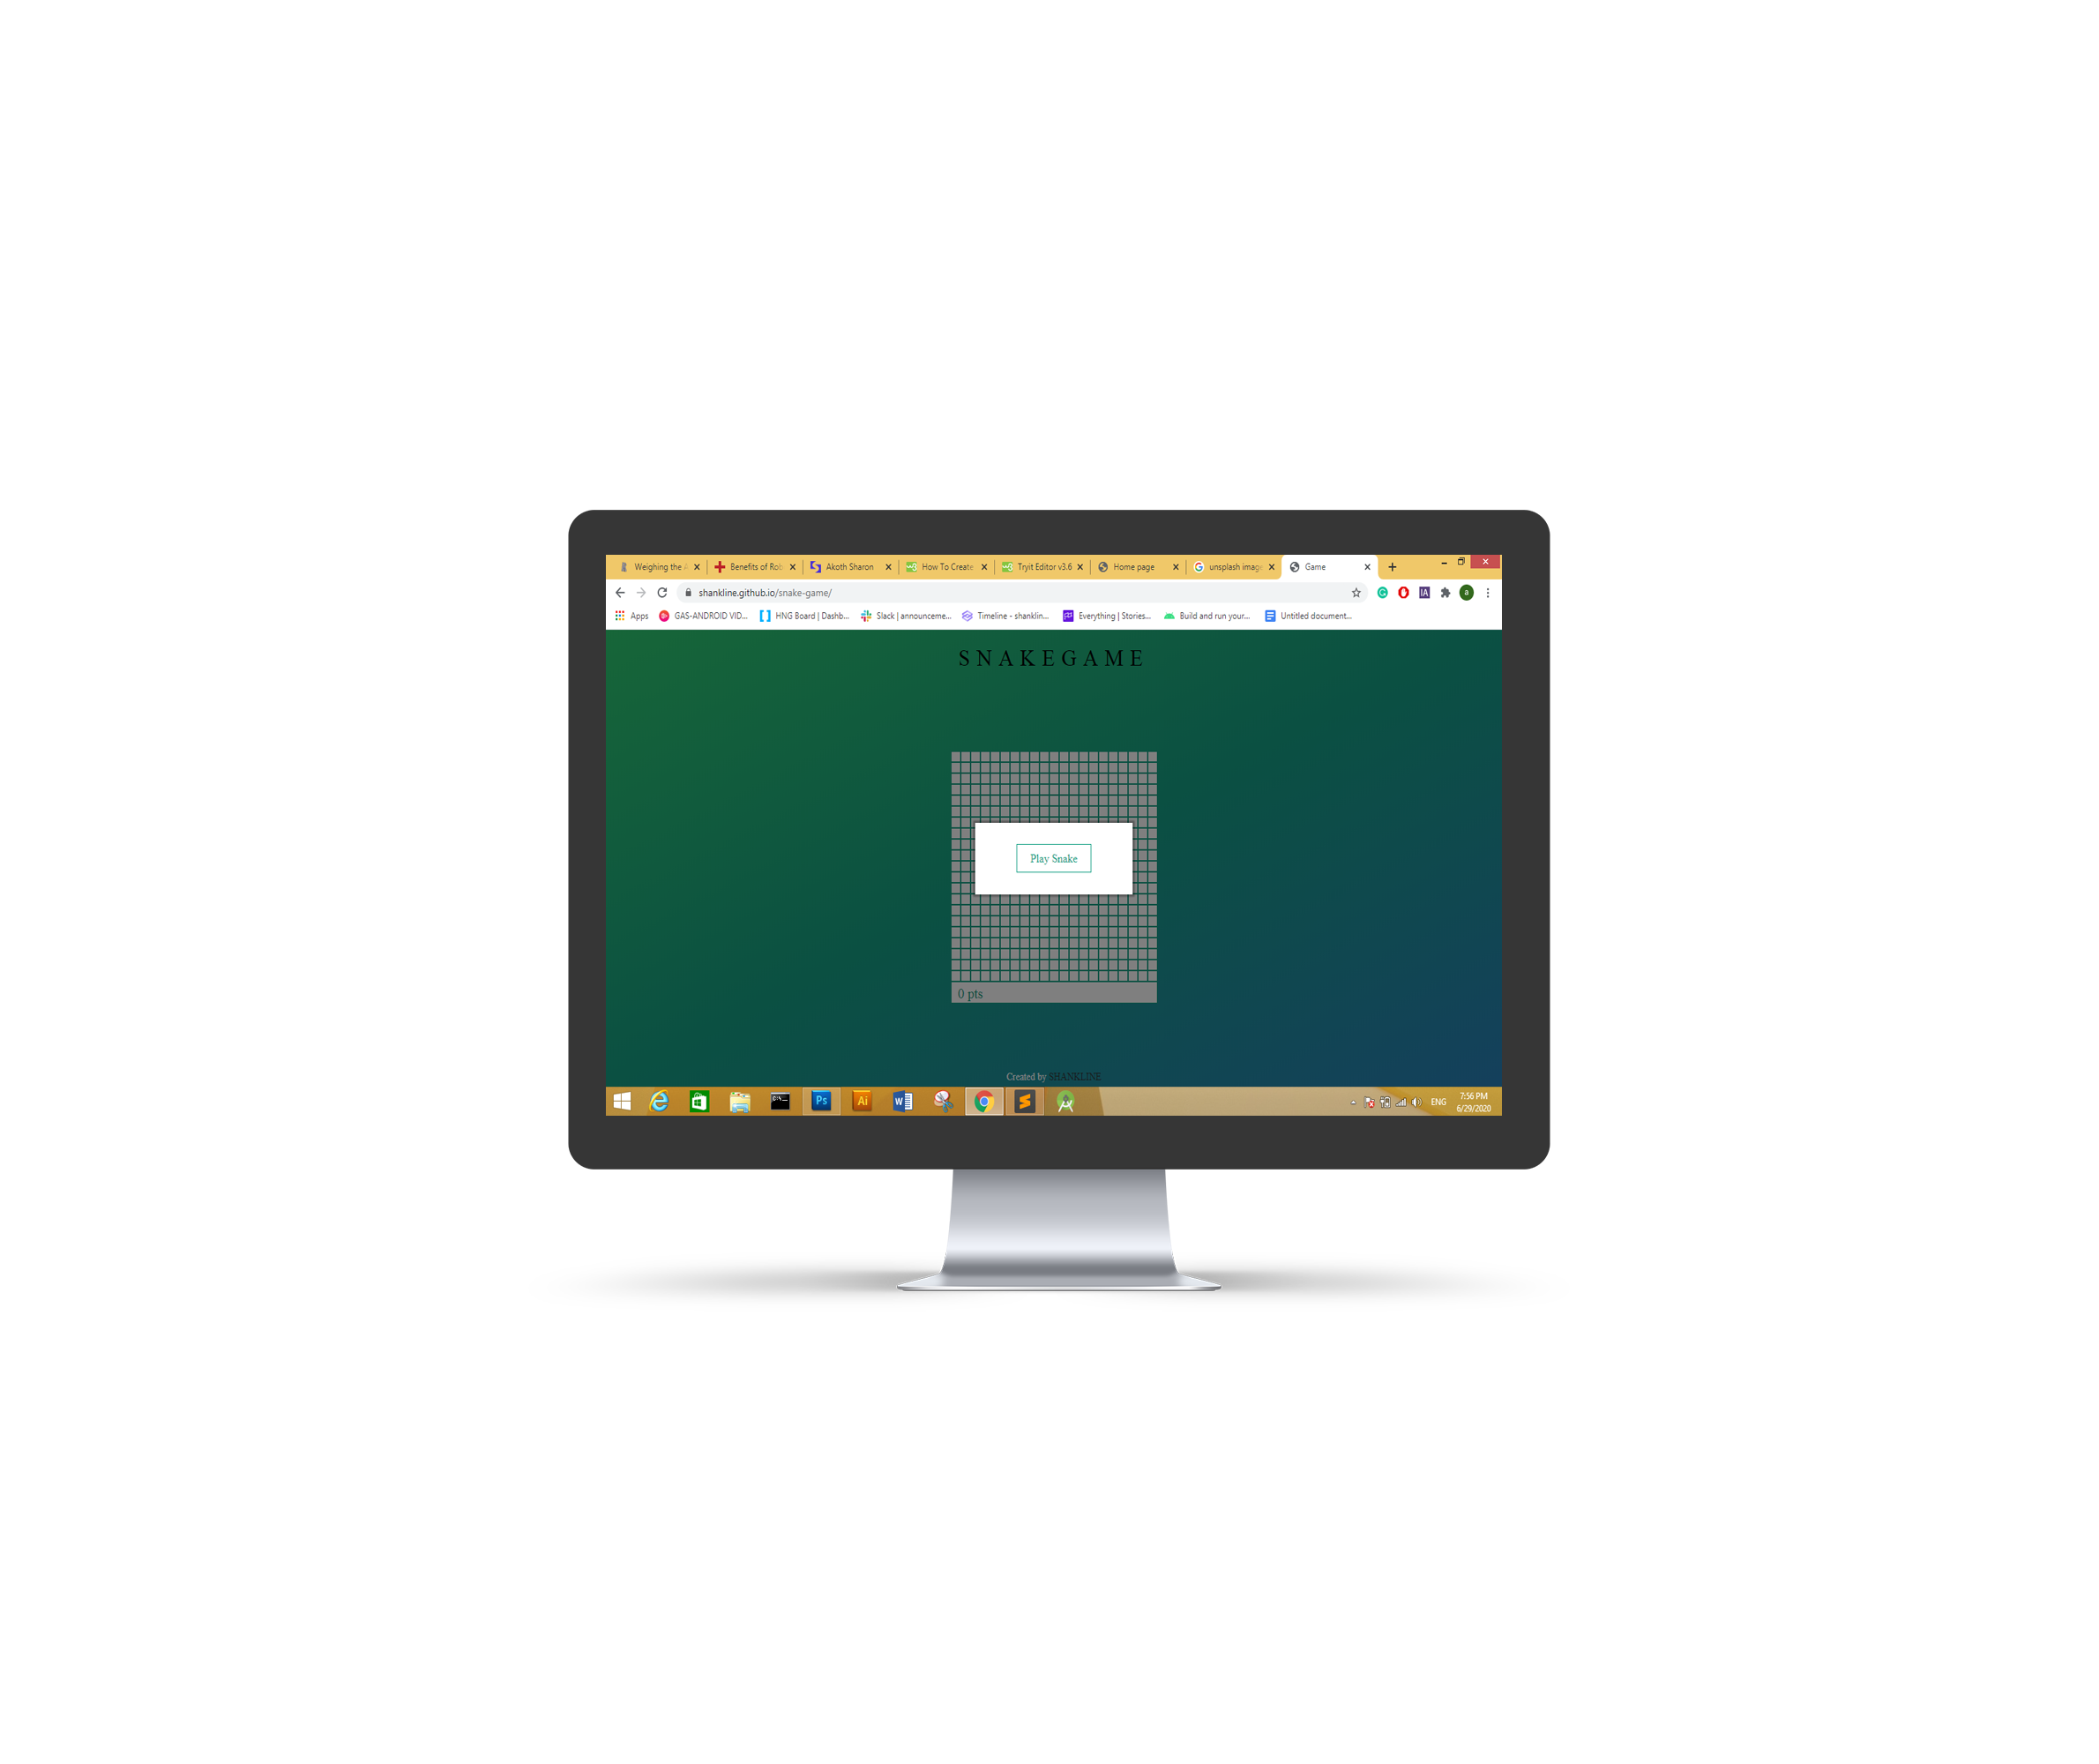 Weighing the A Benefits of Rob Akoth Sharon How To Create Tryit Editor v3.6 Home page unsplash image Game
shankline.github.io/snake-game/
Apps GAS-ANDROID VID... HNG Board | Dashb... Slack | announceme... Timeline - shanklin... Everything | Stories... Build and run your... Untitled document...
S N A K E G A M E
Play Snake
0 pts
Created by SHANKLINE
Ps Ai W ENG 7:56 PM
6/29/2020